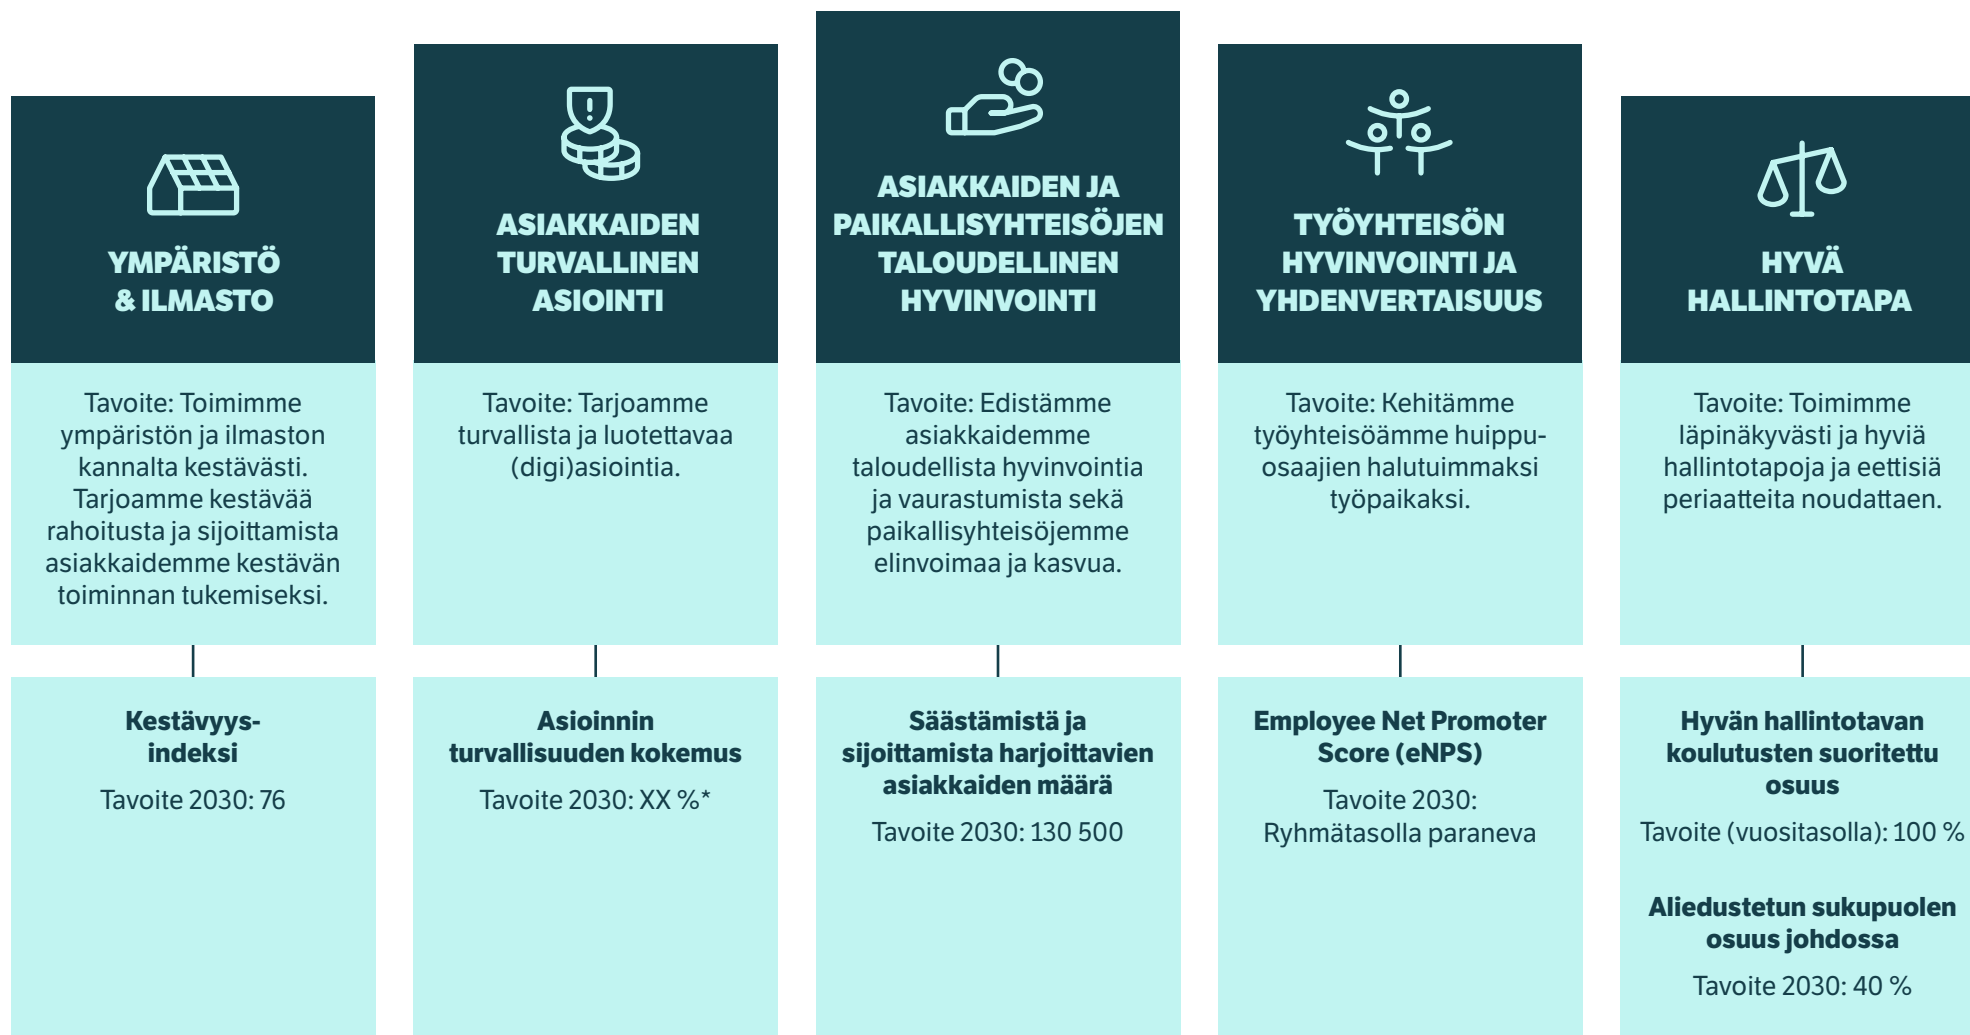 YMPÄRISTÖ
& ILMASTO
Tavoite: Toimimme
ympäristön ja ilmaston
kannalta kestävästi.
Tarjoamme kestävää
rahoitusta ja sijoittamista
asiakkaidemme kestävän
toiminnan tukemiseksi.
Kestävyys-
indeksi
Tavoite 2030: 76
ASIAKKAIDEN
TURVALLINEN
ASIOINTI
Tavoite: Tarjoamme
turvallista ja luotettavaa
(digi)asiointia.
Asioinnin
turvallisuuden kokemus
Tavoite 2030: XX %*
ASIAKKAIDEN JA
PAIKALLISYHTEISÖJEN
TALOUDELLINEN
HYVINVOINTI
Tavoite: Edistämme
asiakkaidemme
taloudellista hyvinvointia
ja vaurastumista sekä
paikallisyhteisöjemme
elinvoimaa ja kasvua.
Säästämistä ja
sijoittamista harjoittavien
asiakkaiden määrä
Tavoite 2030: 130 500
TYÖYHTEISÖN
HYVINVOINTI JA
YHDENVERTAISUUS
Tavoite: Kehitämme
työyhteisöämme huippu-
osaajien halutuimmaksi
työpaikaksi.
Employee Net Promoter
Score (eNPS)
Tavoite 2030:
Ryhmätasolla paraneva
HYVÄ
HALLINTOTAPA
Tavoite: Toimimme
läpinäkyvästi ja hyviä
hallintotapoja ja eettisiä
periaatteita noudattaen.
Hyvän hallintotavan
koulutusten suoritettu
osuus
Tavoite (vuositasolla): 100 %
Aliedustetun sukupuolen
osuus johdossa
Tavoite 2030: 40 %